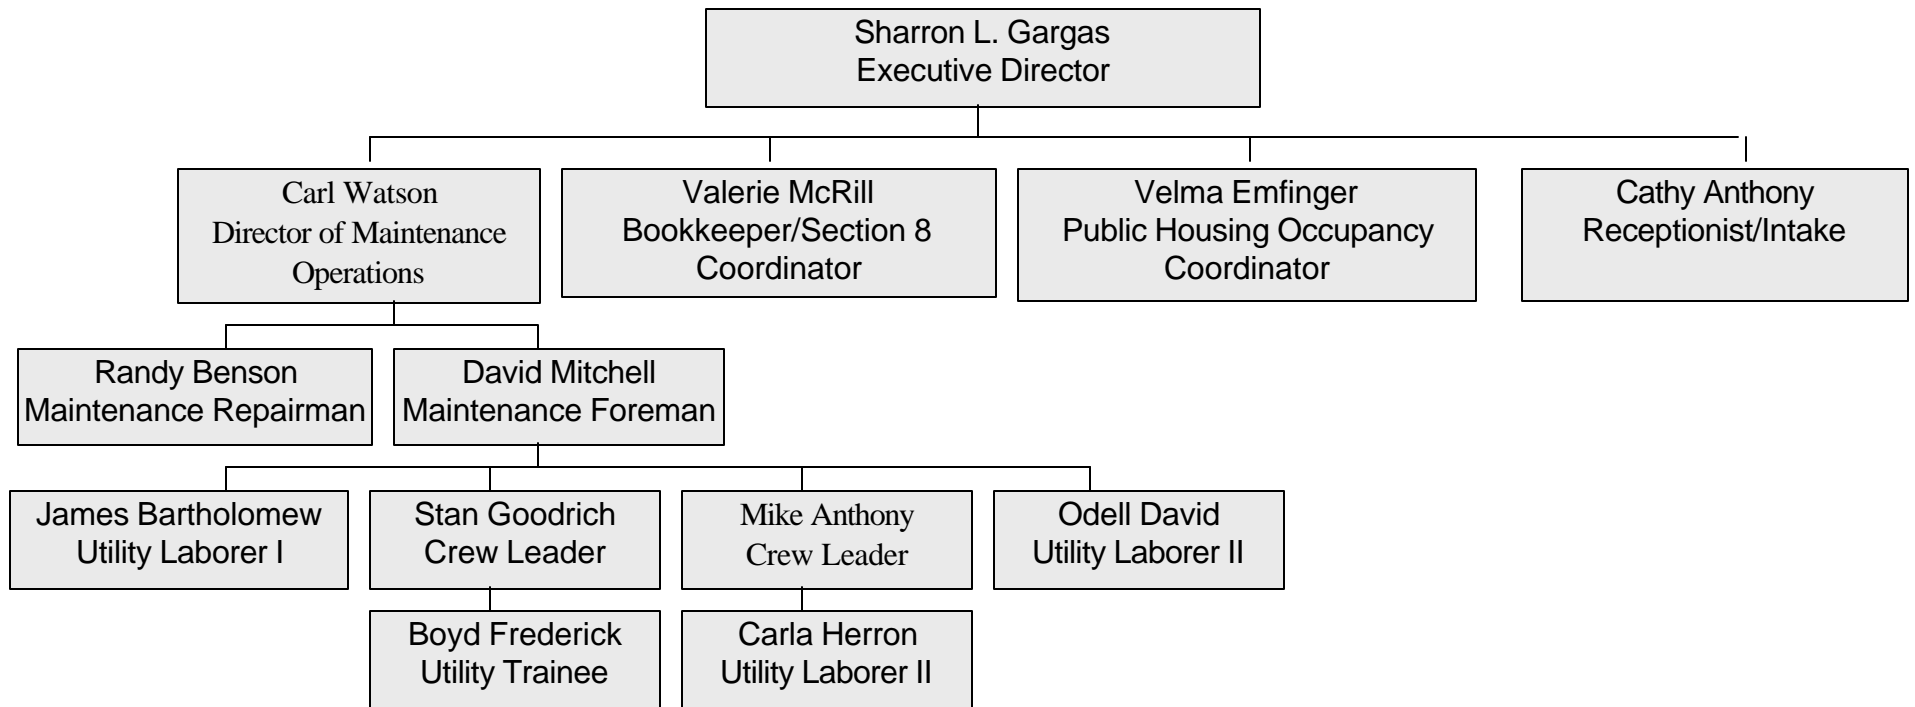 Sharron L. Gargas
Executive Director
Carl Watson
Director of Maintenance
Operations
Valerie McRill
Bookkeeper/Section 8
Coordinator
Velma Emfinger
Public Housing Occupancy
Coordinator
Cathy Anthony
Receptionist/Intake
Randy Benson
Maintenance Repairman
David Mitchell
Maintenance Foreman
James Bartholomew
Utility Laborer I
Stan Goodrich
Crew Leader
Mike Anthony
Crew Leader
Odell David
Utility Laborer II
Boyd Frederick
Utility Trainee
Carla Herron
Utility Laborer II